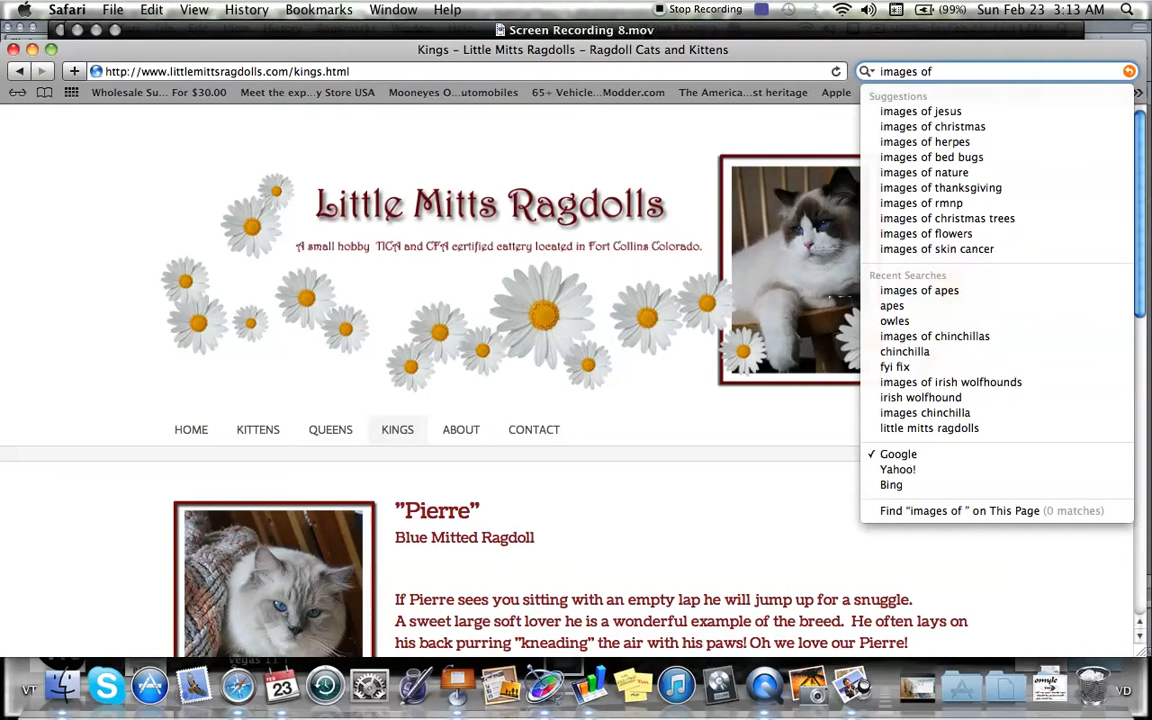 Safari File Edit View History Bookmarks Window Help Stop Recording (99%) Sun Feb 23 3:13 AM
Screen Recording 8.mov
Kings – Little Mitts Ragdolls – Ragdoll Cats and Kittens
http://www.littlemittsragdolls.com/kings.html images of
Wholesale Su... For $30.00 Meet the exp...y Store USA Mooneyes O...utomobiles 65+ Vehicle...Modder.com The America...st heritage Apple
Suggestions
images of jesus
images of christmas
images of herpes
images of bed bugs
images of nature
images of thanksgiving
images of rmnp
images of christmas trees
images of flowers
images of skin cancer
Recent Searches
images of apes
apes
owles
images of chinchillas
chinchilla
fyi fix
images of irish wolfhounds
irish wolfhound
images chinchilla
little mitts ragdolls
✓ Google
Yahoo!
Bing
Find “images of ” on This Page (0 matches)
Little Mitts Ragdolls
A small hobby TICA and CFA certified cattery located in Fort Collins Colorado.
HOME KITTENS QUEENS KINGS ABOUT CONTACT
"Pierre"
Blue Mitted Ragdoll
If Pierre sees you sitting with an empty lap he will jump up for a snuggle.
A sweet large soft lover he is a wonderful example of the breed. He often lays on
his back purring "kneading" the air with his paws! Oh we love our Pierre!
VT FEB 23 VD